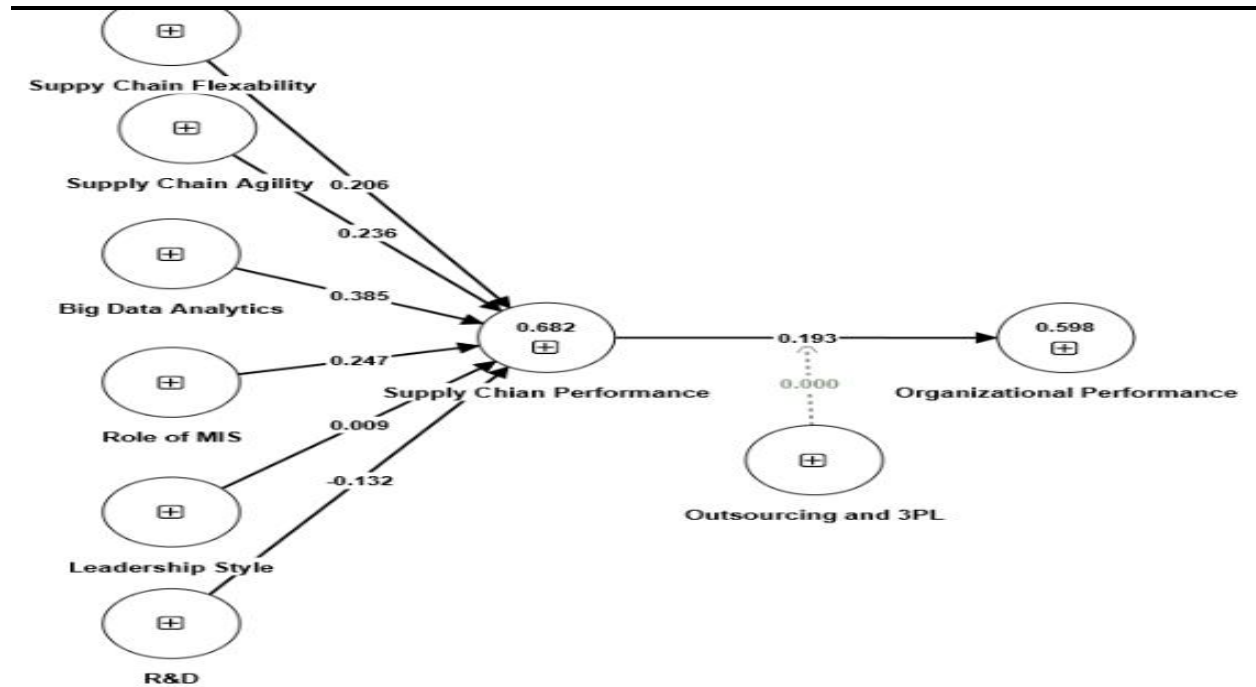 Suppy Chain Flexability
Supply Chain Agility
0.206
0.236
Big Data Analytics
0.385
0.682
0.193
0.598
Role of MIS
0.247
Supply Chian Performance
0.000
Organizational Performance
0.009
Leadership Style
-0.132
Outsourcing and 3PL
R&D